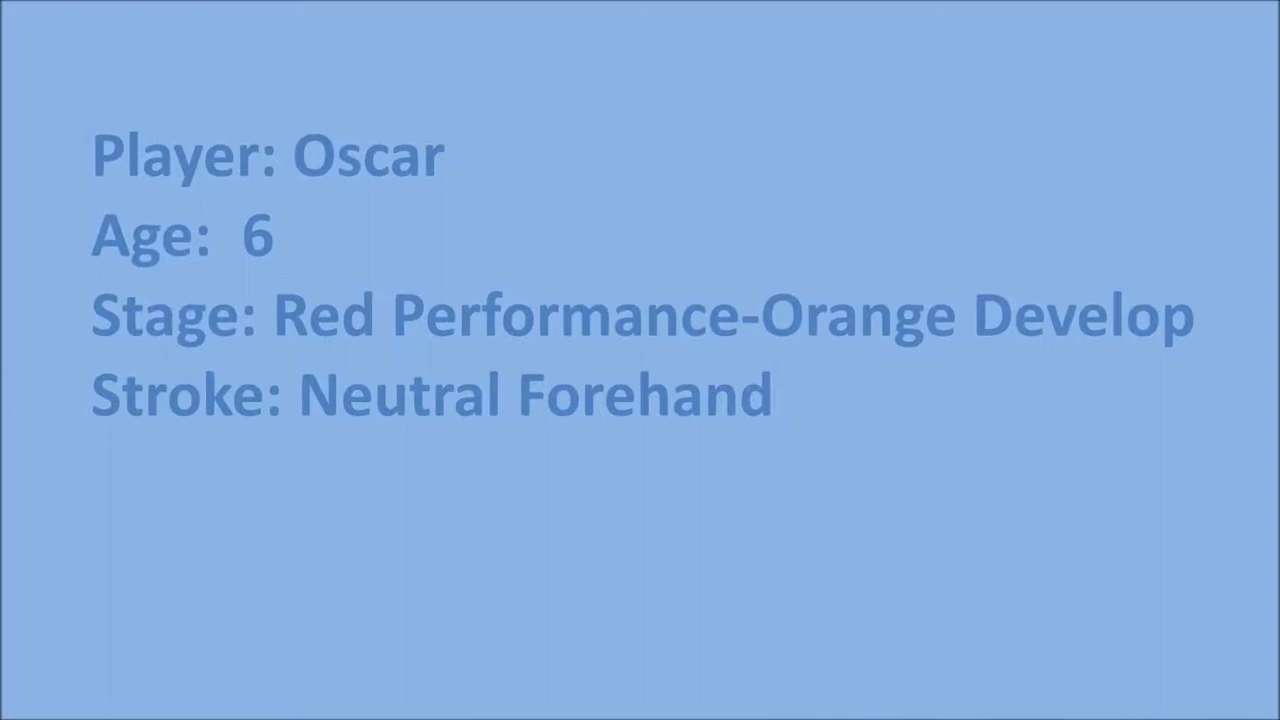 Player: Oscar
Age:  6
Stage: Red Performance-Orange Develop
Stroke: Neutral Forehand